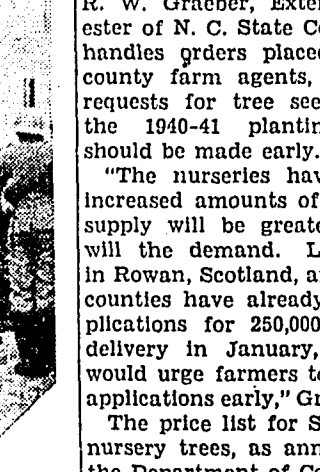 R. W. Graeber, Exten
ester of N. C. State Co
handles orders placed
county farm agents,
requests for tree see
the 1940-41 plantin
should be made early.
"The nurseries hav
increased amounts of
supply will be greate
will the demand. L
in Rowan, Scotland, a
counties have already
plications for 250,000
delivery in January,
would urge farmers to
applications early," Gr
The price list for S
nursery trees, as ann
the Department of Co